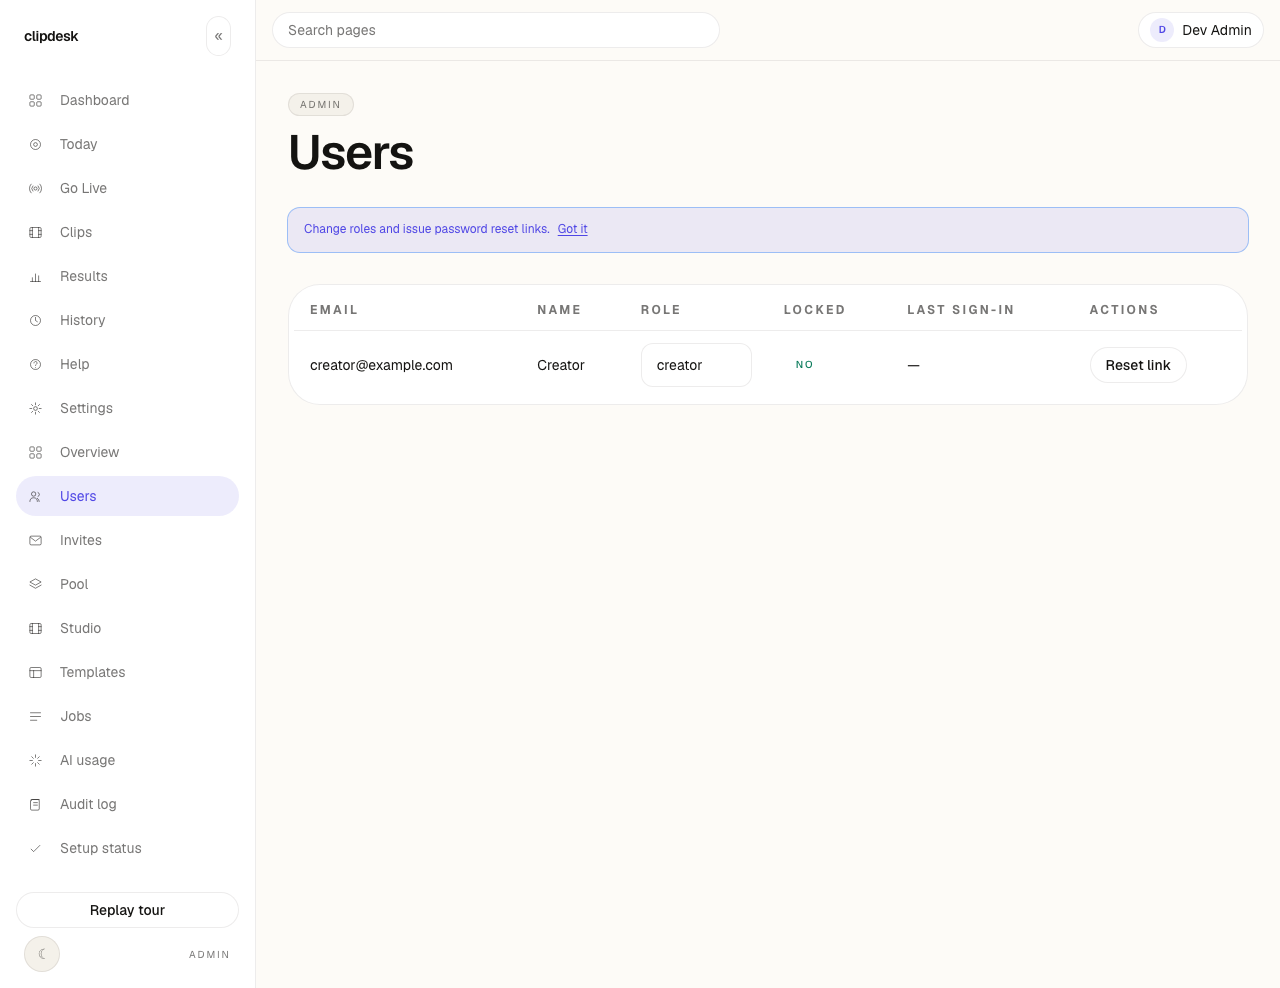 clipdesk
«
Search pages
D
Dev Admin
Dashboard
Today
Go Live
Clips
Results
History
Help
Settings
Overview
Users
Invites
Pool
Studio
Templates
Jobs
AI usage
Audit log
Setup status
Replay tour
ADMIN
ADMIN
Users
Change roles and issue password reset links. Got it
EMAIL NAME ROLE LOCKED LAST SIGN-IN ACTIONS
creator@example.com Creator creator NO — Reset link